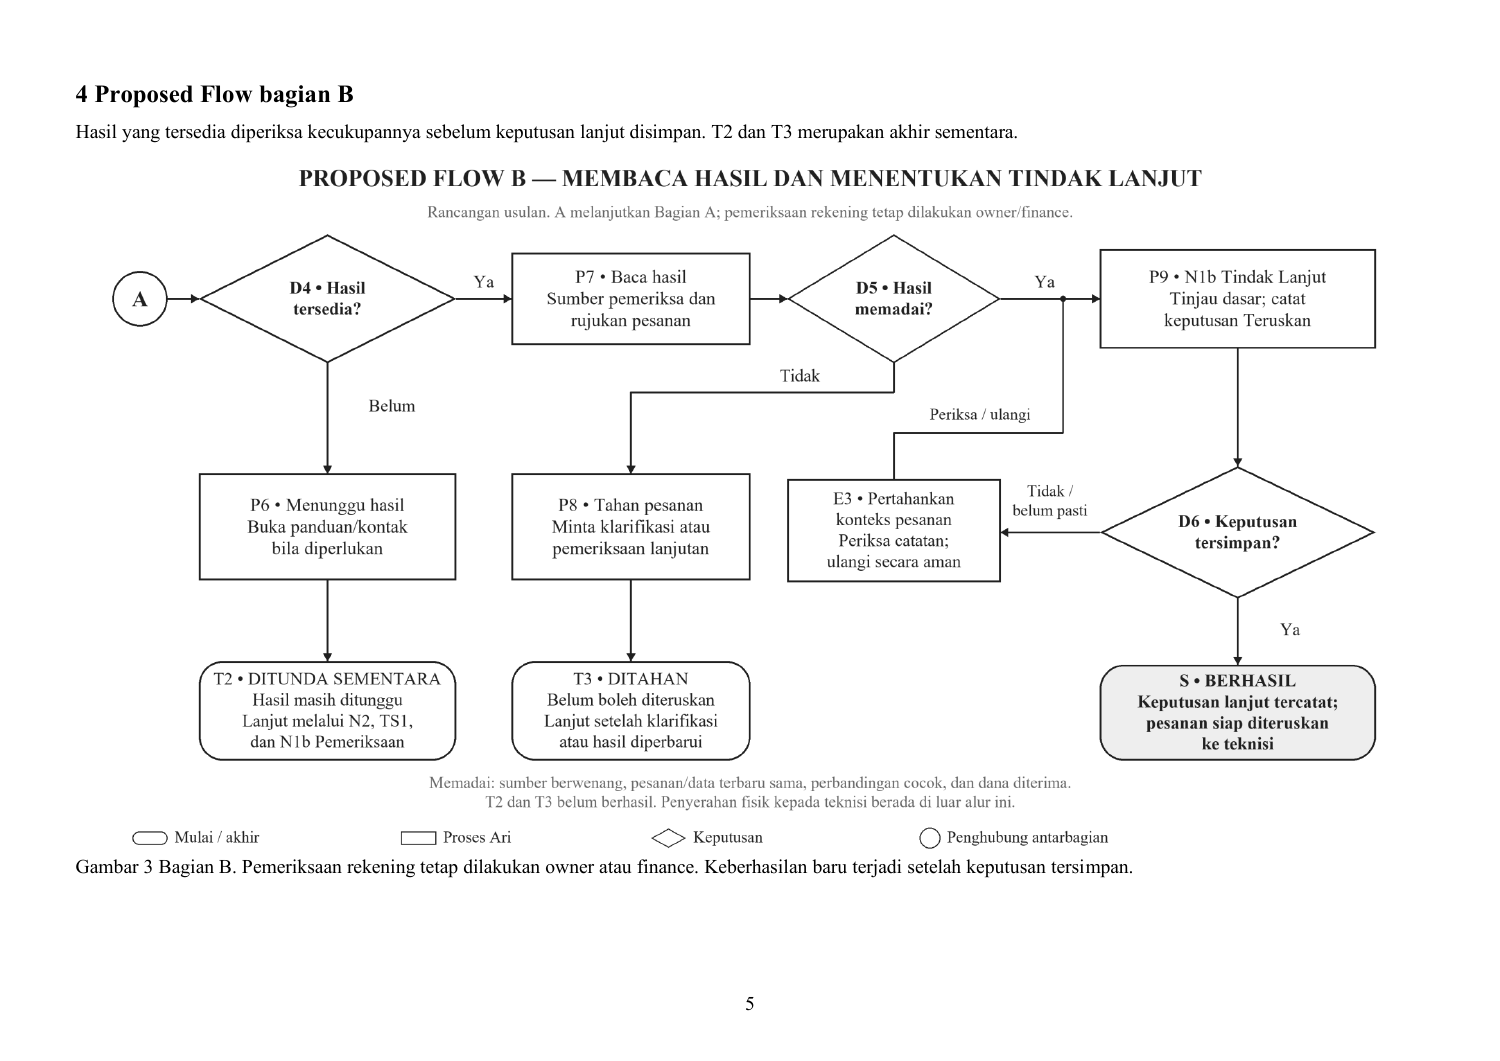 4 Proposed Flow bagian B
Hasil yang tersedia diperiksa kecukupannya sebelum keputusan lanjut disimpan. T2 dan T3 merupakan akhir sementara.
PROPOSED FLOW B — MEMBACA HASIL DAN MENENTUKAN TINDAK LANJUT
Rancangan usulan. A melanjutkan Bagian A; pemeriksaan rekening tetap dilakukan owner/finance.
A
D4 • Hasil
tersedia?
Ya
P7 • Baca hasil
Sumber pemeriksa dan
rujukan pesanan
D5 • Hasil
memadai?
Ya
P9 • N1b Tindak Lanjut
Tinjau dasar; catat
keputusan Teruskan
Belum
Tidak
Periksa / ulangi
P6 • Menunggu hasil
Buka panduan/kontak
bila diperlukan
P8 • Tahan pesanan
Minta klarifikasi atau
pemeriksaan lanjutan
E3 • Pertahankan
konteks pesanan
Periksa catatan;
ulangi secara aman
Tidak /
belum pasti
D6 • Keputusan
tersimpan?
Ya
T2 • DITUNDA SEMENTARA
Hasil masih ditunggu
Lanjut melalui N2, TS1,
dan N1b Pemeriksaan
T3 • DITAHAN
Belum boleh diteruskan
Lanjut setelah klarifikasi
atau hasil diperbarui
S • BERHASIL
Keputusan lanjut tercatat;
pesanan siap diteruskan
ke teknisi
Memadai: sumber berwenang, pesanan/data terbaru sama, perbandingan cocok, dan dana diterima.
T2 dan T3 belum berhasil. Penyerahan fisik kepada teknisi berada di luar alur ini.
Mulai / akhir
Proses Ari
Keputusan
Penghubung antarbagian
Gambar 3 Bagian B. Pemeriksaan rekening tetap dilakukan owner atau finance. Keberhasilan baru terjadi setelah keputusan tersimpan.
5